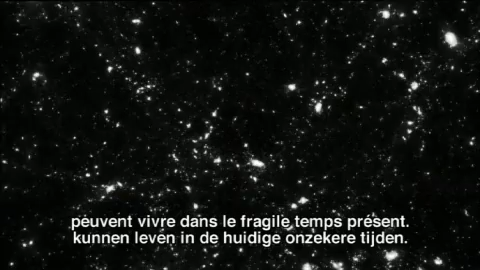 peuvent vivre dans le fragile temps présent.
kunnen leven in de huidige onzekere tijden.